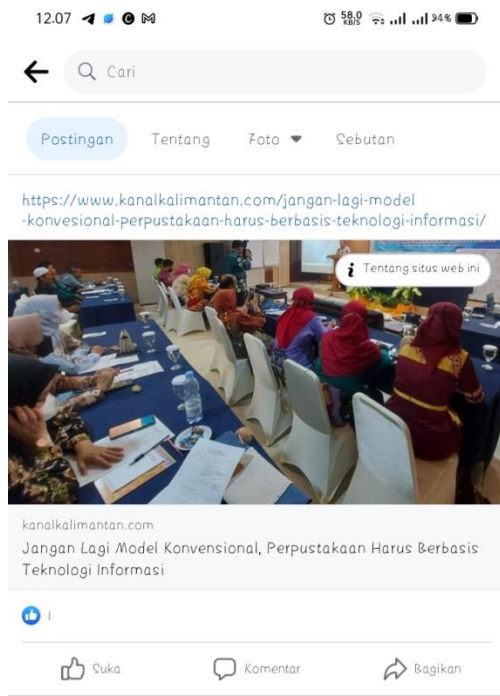 12.07
58.0
KB/S
94%
Cari
Postingan Tentang Foto Sebutan
https://www.kanalkalimantan.com/jangan-lagi-model
-konvesional-perpustakaan-harus-berbasis-teknologi-informasi/
Tentang situs web ini
kanalkalimantan.com
Jangan Lagi Model Konvensional, Perpustakaan Harus Berbasis
Teknologi Informasi
1
Suka Komentar Bagikan